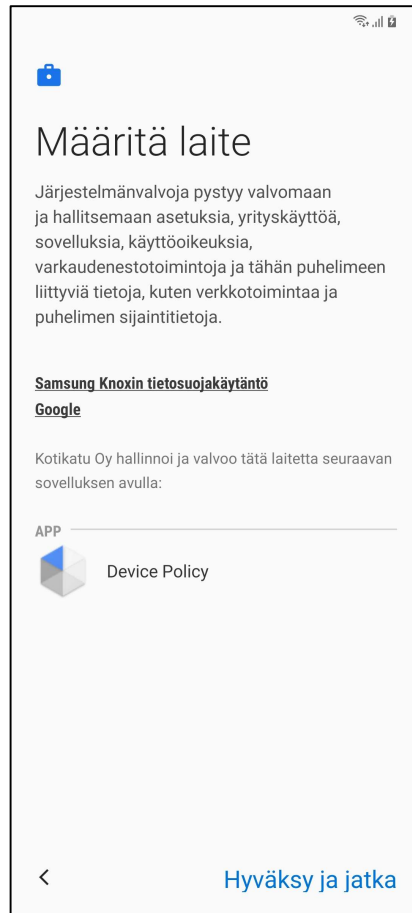 Määritä laite
Järjestelmänvalvoja pystyy valvomaan
ja hallitsemaan asetuksia, yrityskäyttöä,
sovelluksia, käyttöoikeuksia,
varkaudenestotoimintoja ja tähän puhelimeen
liittyviä tietoja, kuten verkkotoimintaa ja
puhelimen sijaintitietoja.
Samsung Knoxin tietosuojakäytäntö
Google
Kotikatu Oy hallinnoi ja valvoo tätä laitetta seuraavan
sovelluksen avulla:
APP
Device Policy
Hyväksy ja jatka